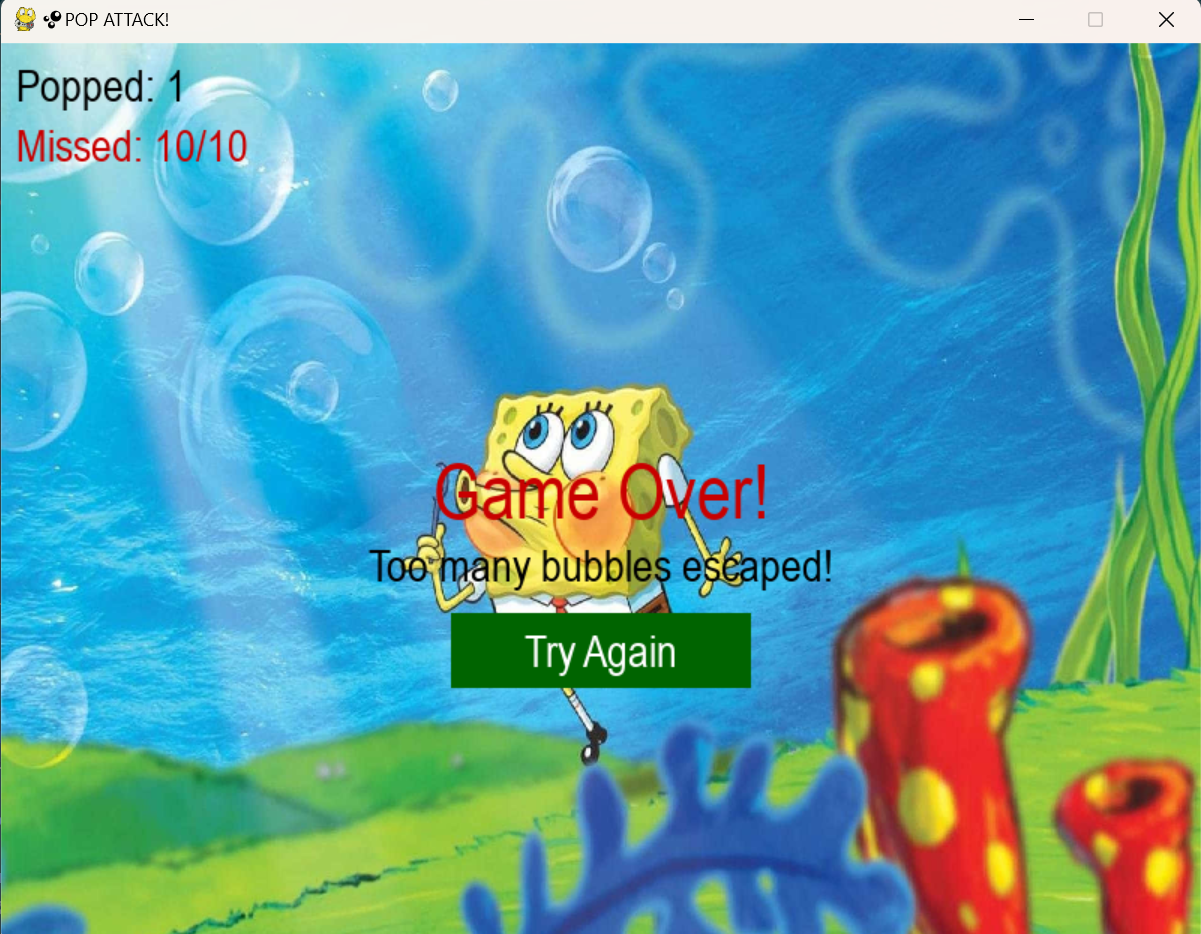 POP ATTACK!
Popped: 1
Missed: 10/10
Game Over!
Too many bubbles escaped!
Try Again